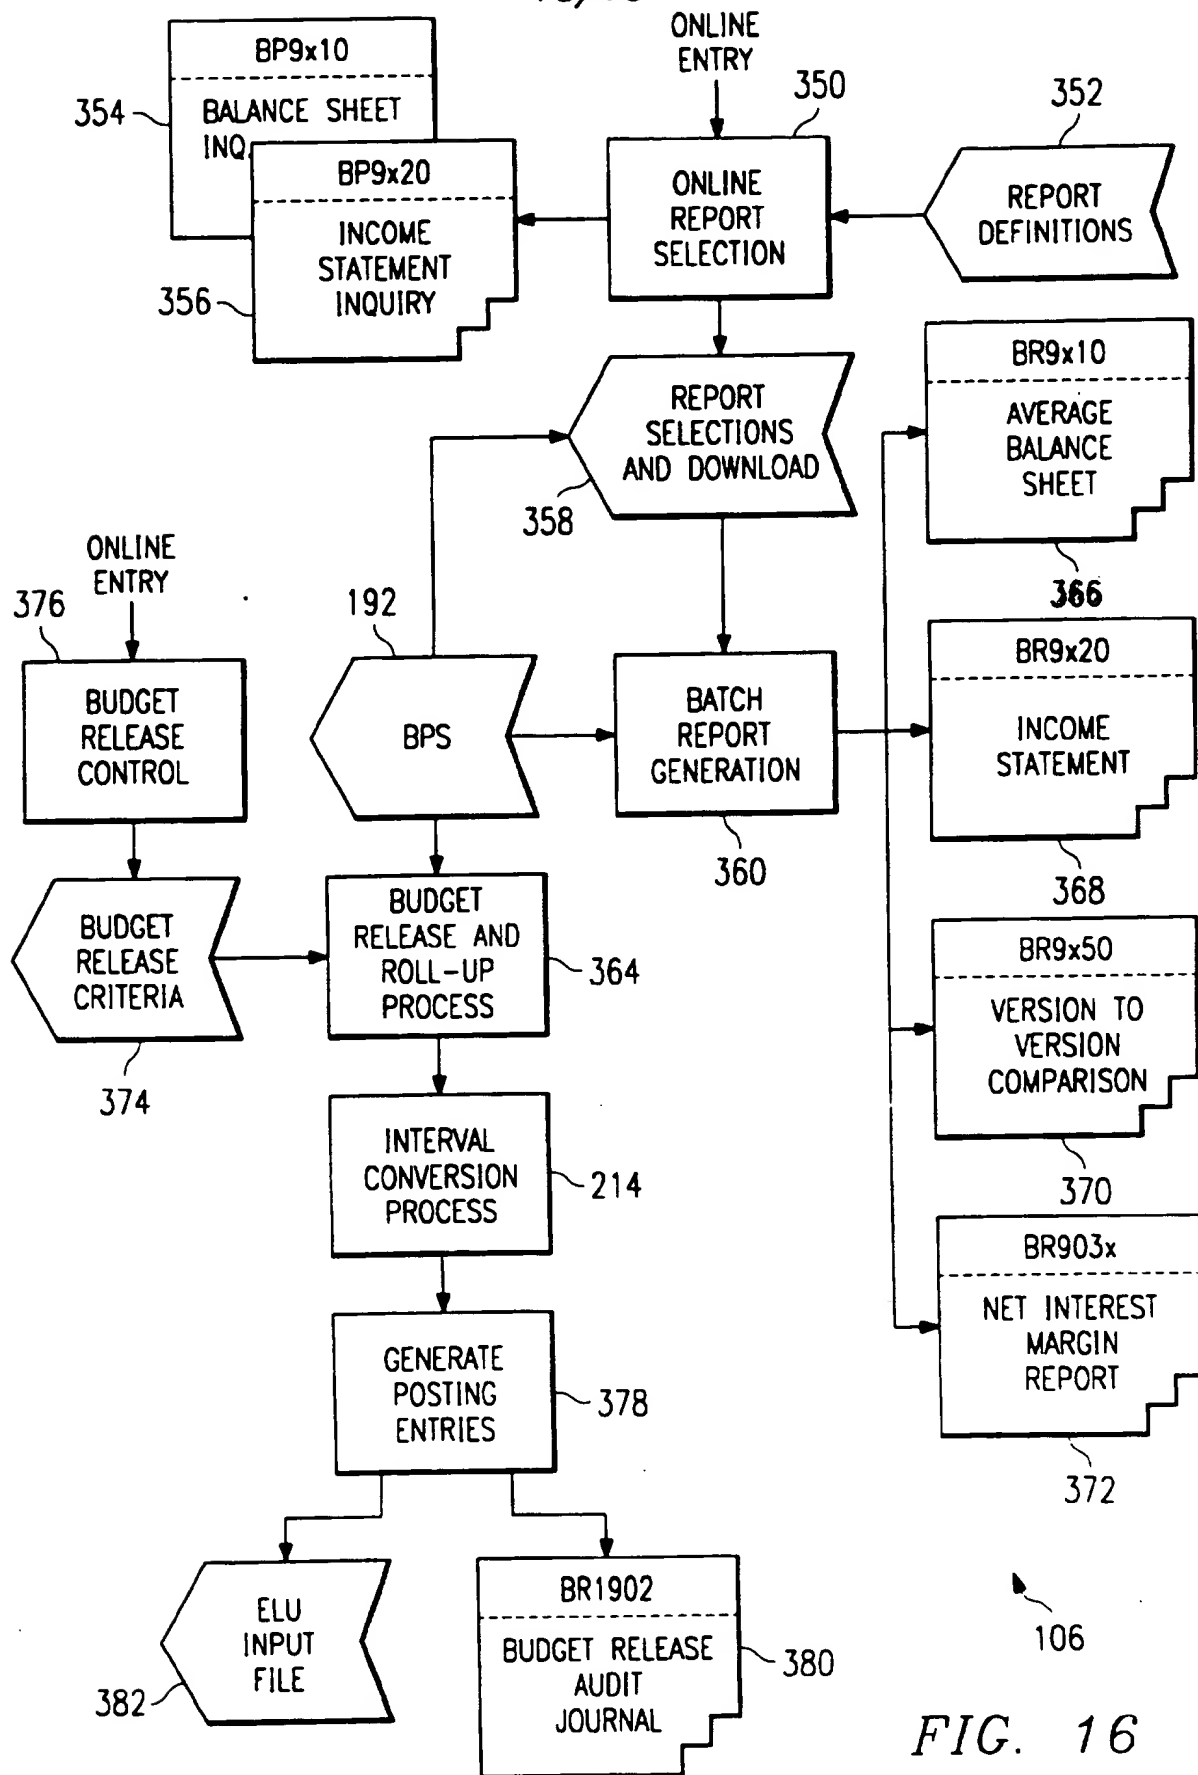 ONLINE
ENTRY
BP9x10
BALANCE SHEET
INQ.
354
BP9x20
INCOME
STATEMENT
INQUIRY
356
350
ONLINE
REPORT
SELECTION
352
REPORT
DEFINITIONS
REPORT
SELECTIONS
AND DOWNLOAD
358
BR9x10
AVERAGE
BALANCE
SHEET
366
ONLINE
ENTRY
376
BUDGET
RELEASE
CONTROL
192
BPS
BATCH
REPORT
GENERATION
360
BR9x20
INCOME
STATEMENT
368
BUDGET
RELEASE
CRITERIA
374
BUDGET
RELEASE AND
ROLL-UP
PROCESS
364
BR9x50
VERSION TO
VERSION
COMPARISON
370
INTERVAL
CONVERSION
PROCESS
214
BR903x
NET INTEREST
MARGIN
REPORT
372
GENERATE
POSTING
ENTRIES
378
ELU
INPUT
FILE
382
BR1902
BUDGET RELEASE
AUDIT
JOURNAL
380
106
FIG. 16